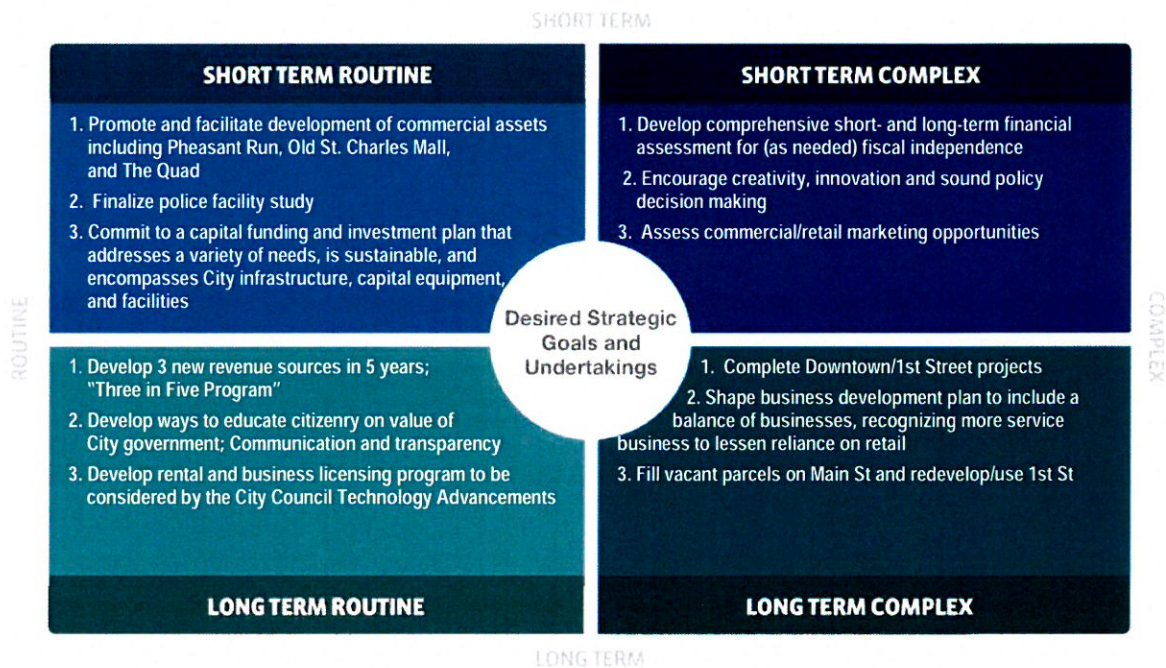 SHORT TERM
SHORT TERM ROUTINE
1. Promote and facilitate development of commercial assets
including Pheasant Run, Old St. Charles Mall,
and The Quad
2. Finalize police facility study
3. Commit to a capital funding and investment plan that
addresses a variety of needs, is sustainable, and
encompasses City infrastructure, capital equipment,
and facilities
SHORT TERM COMPLEX
1. Develop comprehensive short- and long-term financial
assessment for (as needed) fiscal independence
2. Encourage creativity, innovation and sound policy
decision making
3. Assess commercial/retail marketing opportunities
ROUTINE
Desired Strategic
Goals and
Undertakings
COMPLEX
1. Develop 3 new revenue sources in 5 years;
“Three in Five Program”
2. Develop ways to educate citizenry on value of
City government; Communication and transparency
3. Develop rental and business licensing program to be
considered by the City Council Technology Advancements
LONG TERM ROUTINE
1. Complete Downtown/1st Street projects
2. Shape business development plan to include a
balance of businesses, recognizing more service
business to lessen reliance on retail
3. Fill vacant parcels on Main St and redevelop/use 1st St
LONG TERM COMPLEX
LONG TERM